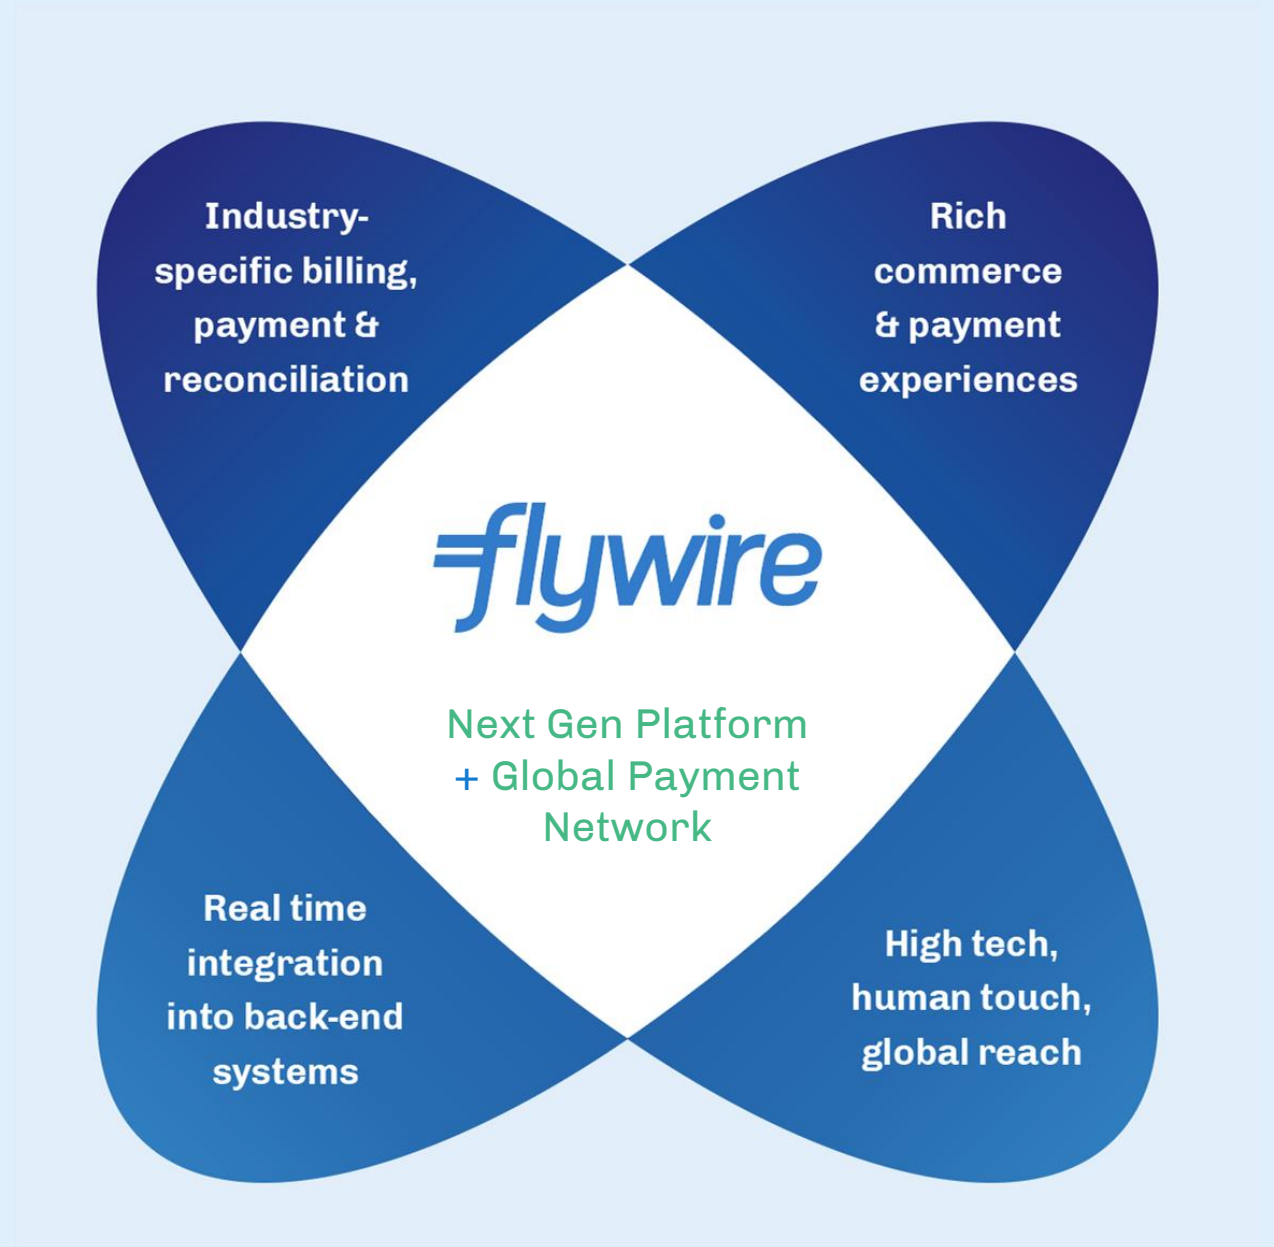 Industry-
specific billing,
payment &
reconciliation
Rich
commerce
& payment
experiences
flywire
Next Gen Platform
+ Global Payment
Network
Real time
integration
into back-end
systems
High tech,
human touch,
global reach